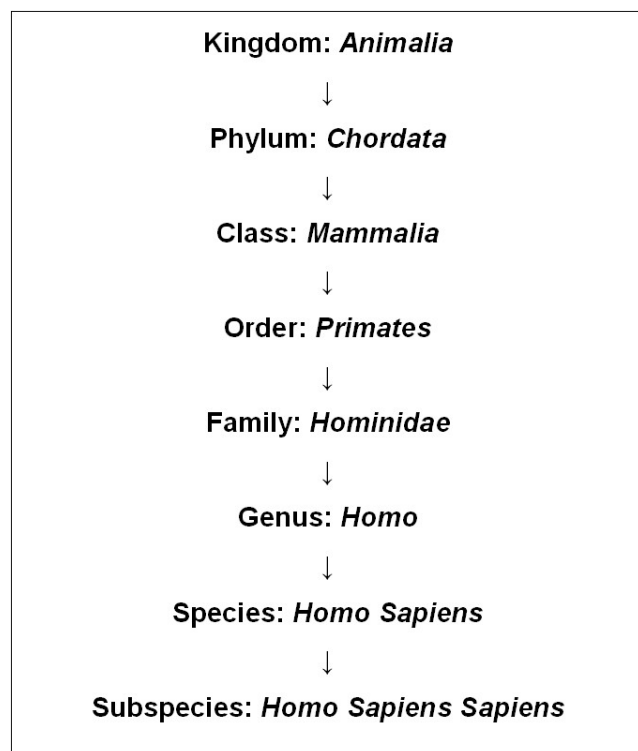 Kingdom: Animalia
↓
Phylum: Chordata
↓
Class: Mammalia
↓
Order: Primates
↓
Family: Hominidae
↓
Genus: Homo
↓
Species: Homo Sapiens
↓
Subspecies: Homo Sapiens Sapiens